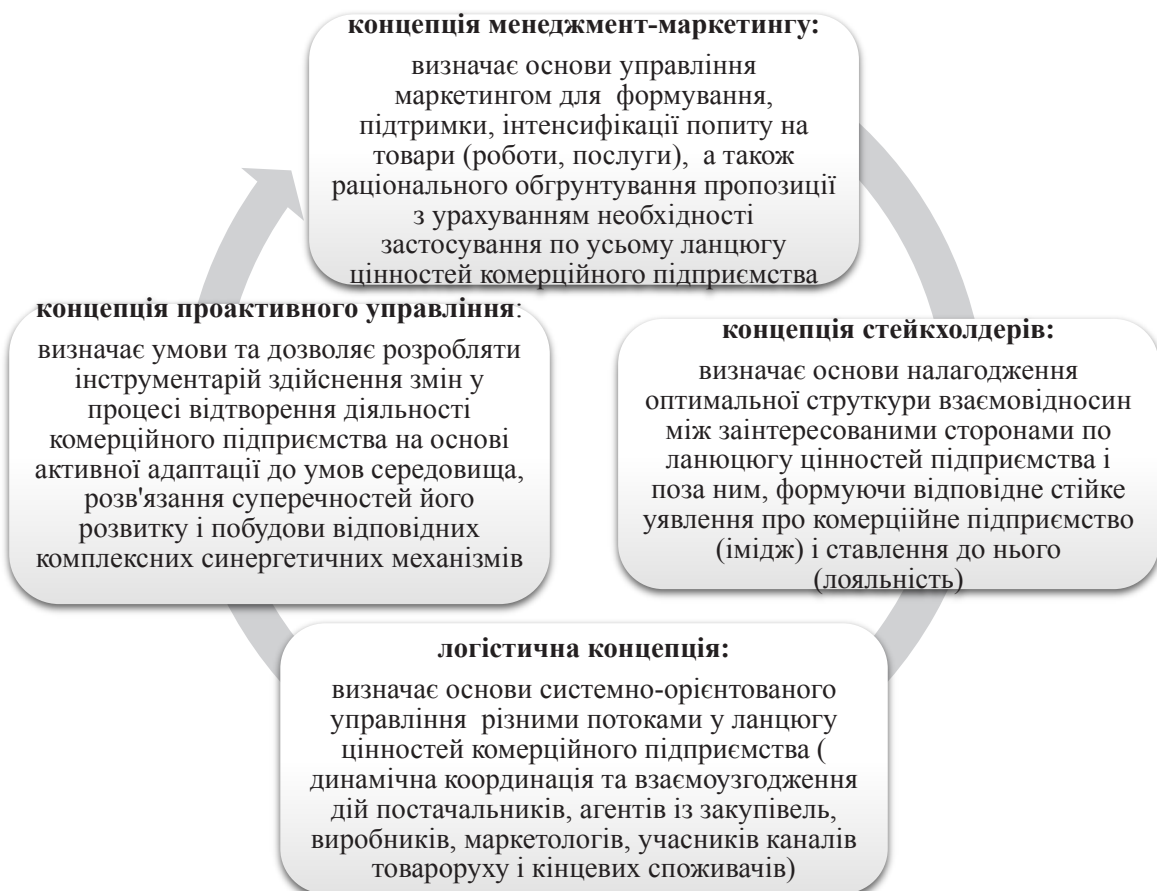 концепція менеджмент-маркетингу:
визначає основи управління
маркетингом для формування,
підтримки, інтенсифікації попиту на
товари (роботи, послуги), а також
раціонального обгрунтування пропозиції
з урахуванням необхідності
застосування по усьому ланцюгу
цінностей комерційного підприємства
концепція стейкхолдерів:
визначає основи налагодження
оптимальної струткури взаємовідносин
між заінтересованими сторонами по
ланюцюгу цінностей підприємства і
поза ним, формуючи відповідне стійке
уявлення про комерціійне підприємство
(імідж) і ставлення до нього
(лояльність)
логістична концепція:
визначає основи системно-орієнтованого
управління різними потоками у ланцюгу
цінностей комерційного підприємства (
динамічна координація та взаємоузгодження
дій постачальників, агентів із закупівель,
виробників, маркетологів, учасників каналів
товароруху і кінцевих споживачів)
концепція проактивного управління:
визначає умови та дозволяє розробляти
інструментарій здійснення змін у
процесі відтворення діяльності
комерційного підприємства на основі
активної адаптації до умов середовища,
розв'язання суперечностей його
розвитку і побудови відповідних
комплексних синергетичних механізмів